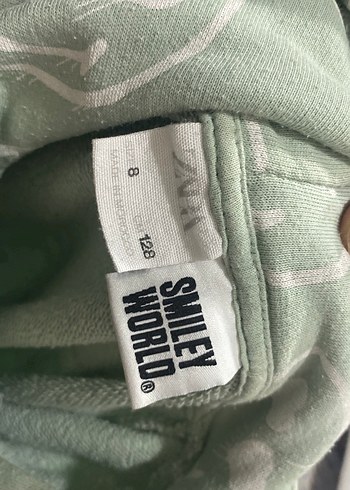 ZARA
8 128
MADE IN MOROCCO
SMILEY
WORLD®